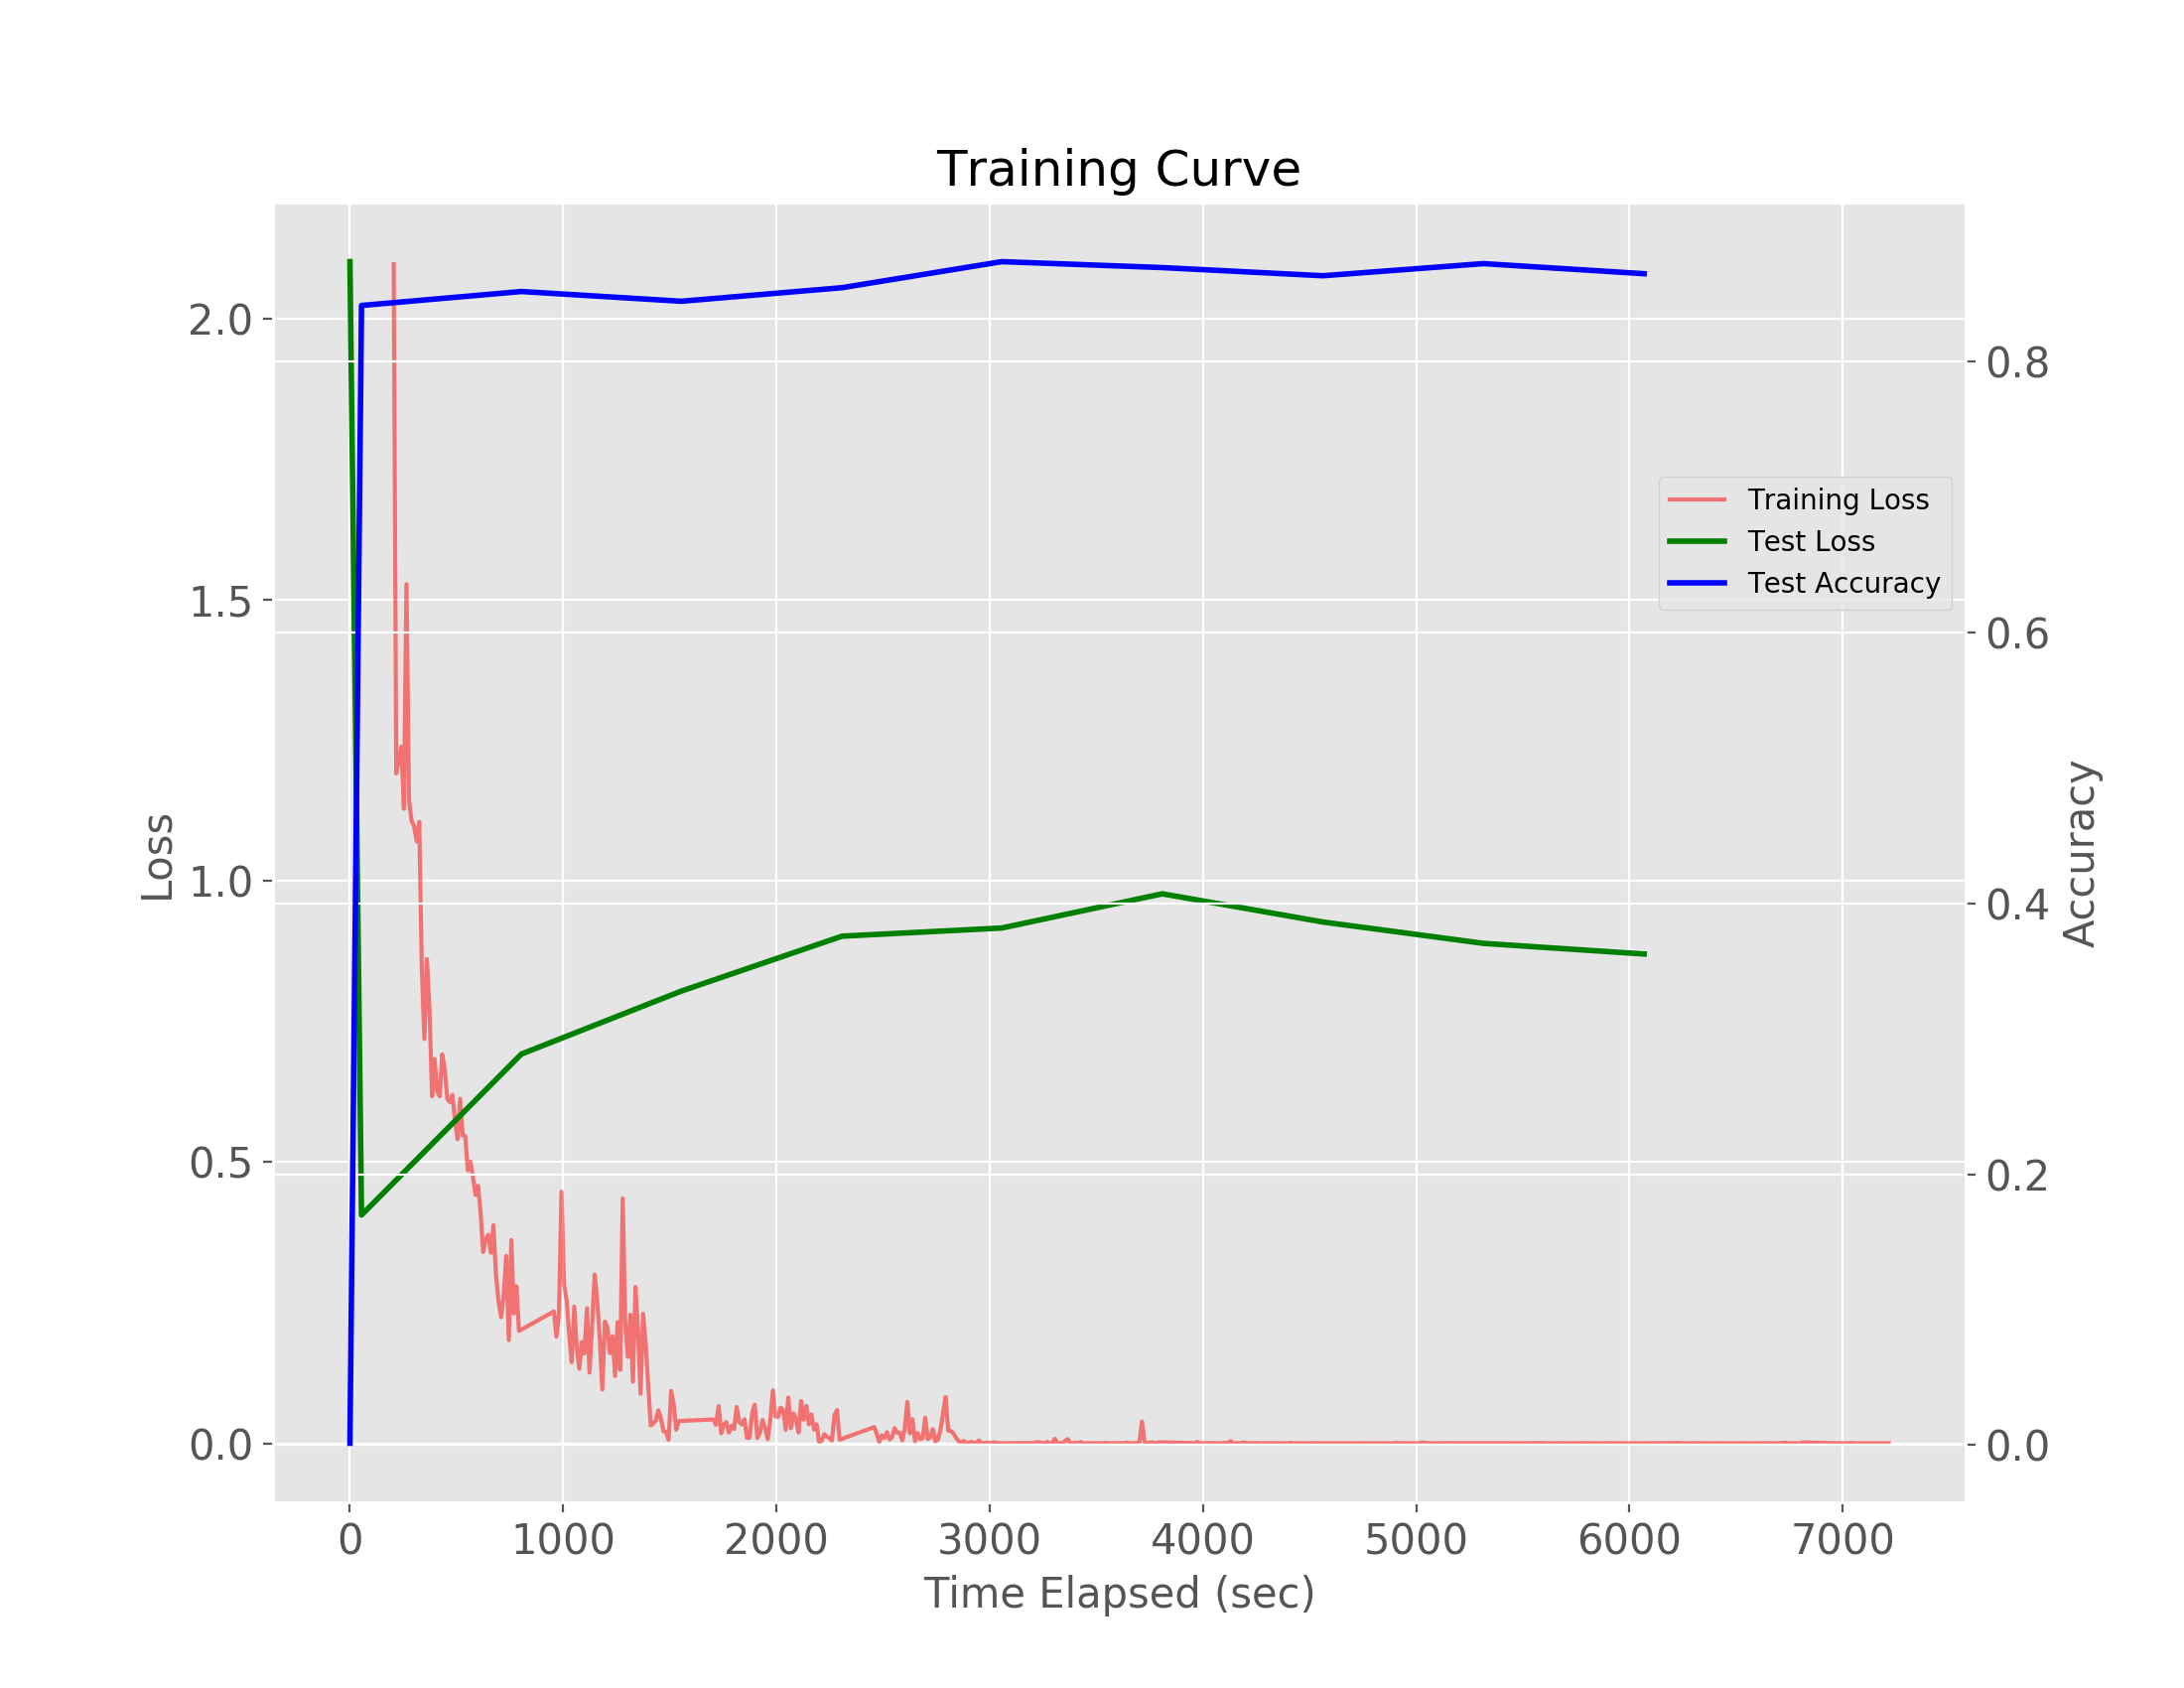 Training Curve
2.0
1.5
1.0
0.5
0.0
Loss
0.8
0.6
0.4
0.2
0.0
Accuracy
Training Loss
Test Loss
Test Accuracy
0 1000 2000 3000 4000 5000 6000 7000
Time Elapsed (sec)